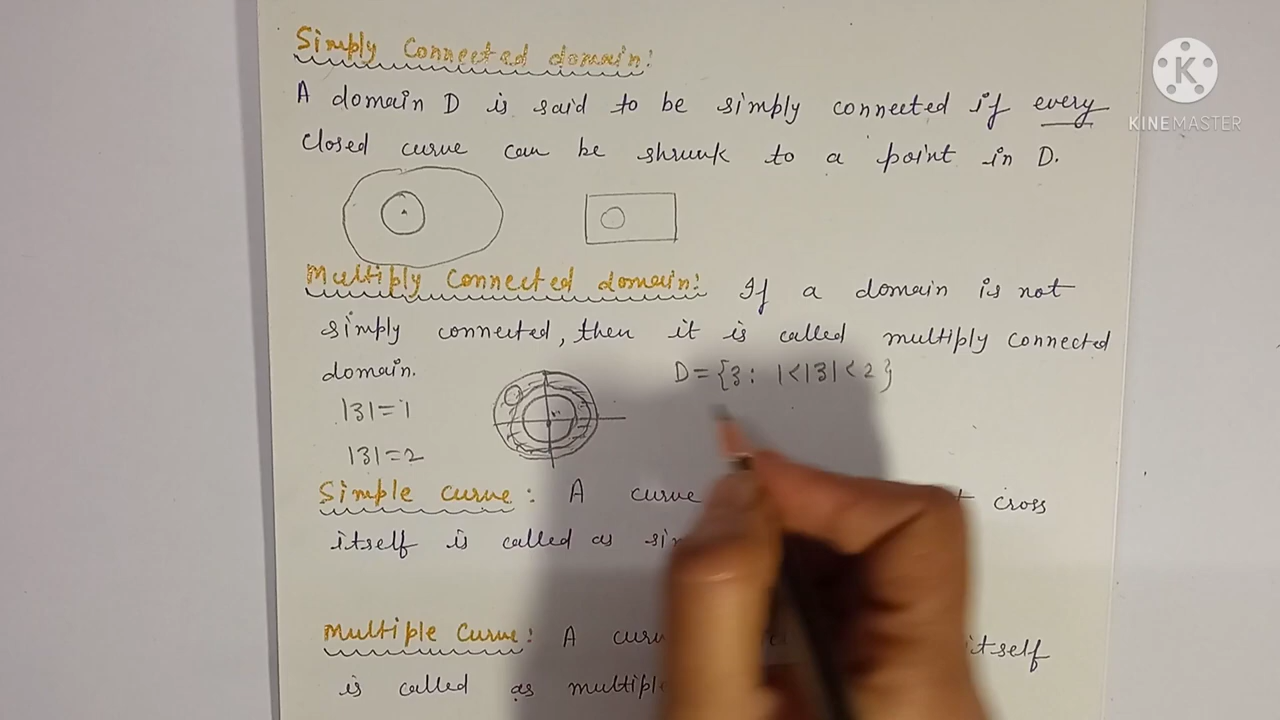 Simply Connected domain:
A domain D is said to be simply connected if every
closed curve can be shrunk to a point in D.
Multiply Connected domain: If a domain is not
simply connected, then it is called multiply connected
domain. D = {z : 1<|z|<2}
|z|=1
|z|=2
Simple curve: A curve cross
itself is called as
Multiple Curve: A itself
is called as
K
KINEMASTER